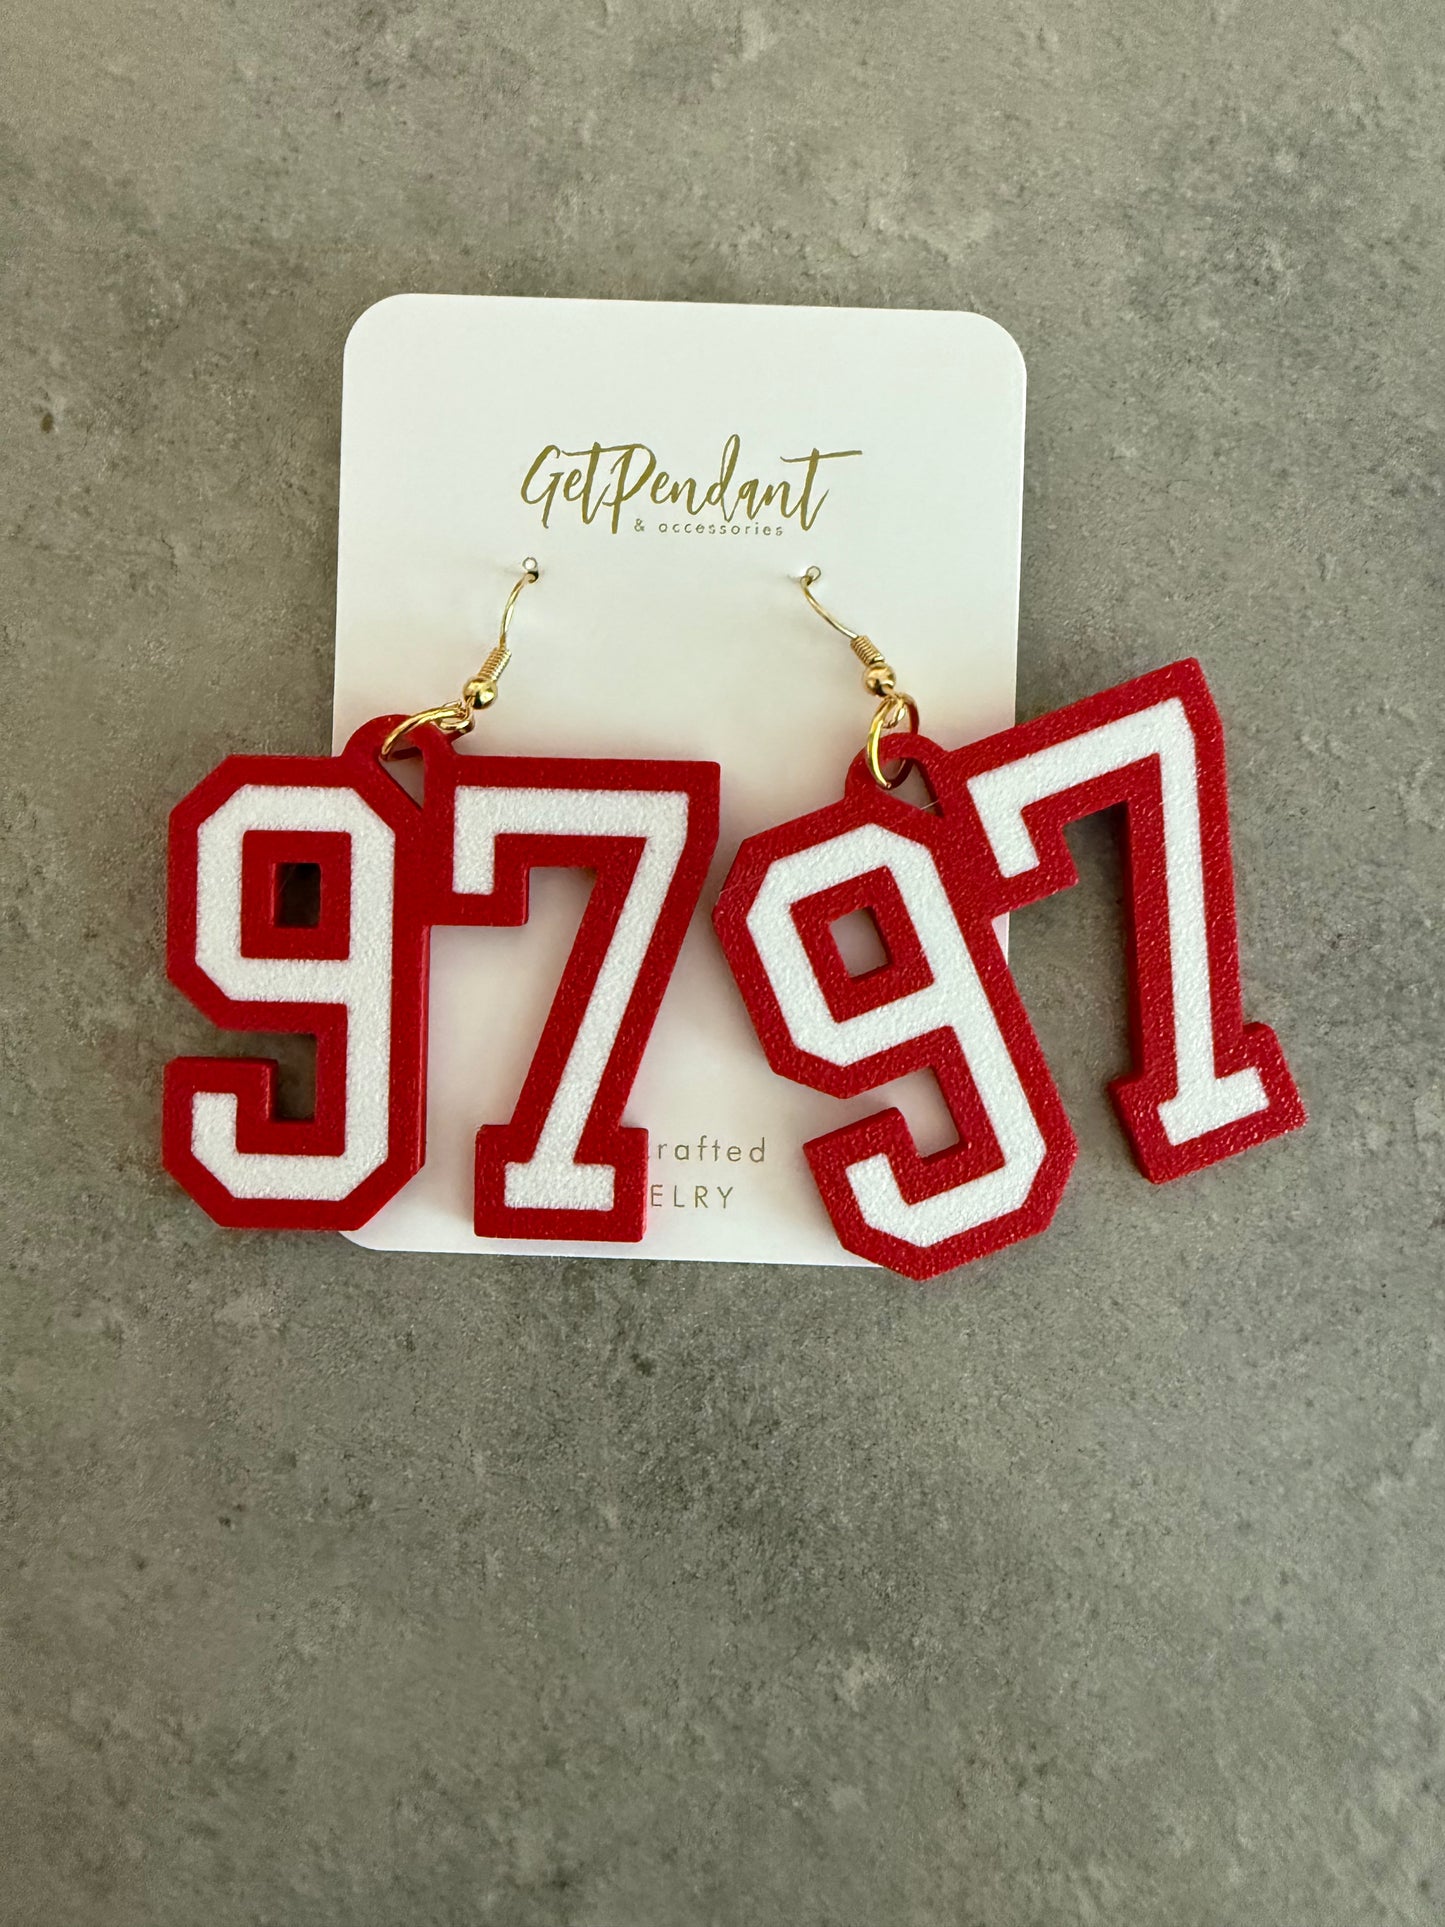 GetPendant
& accessories
97 97
rafted
ELRY